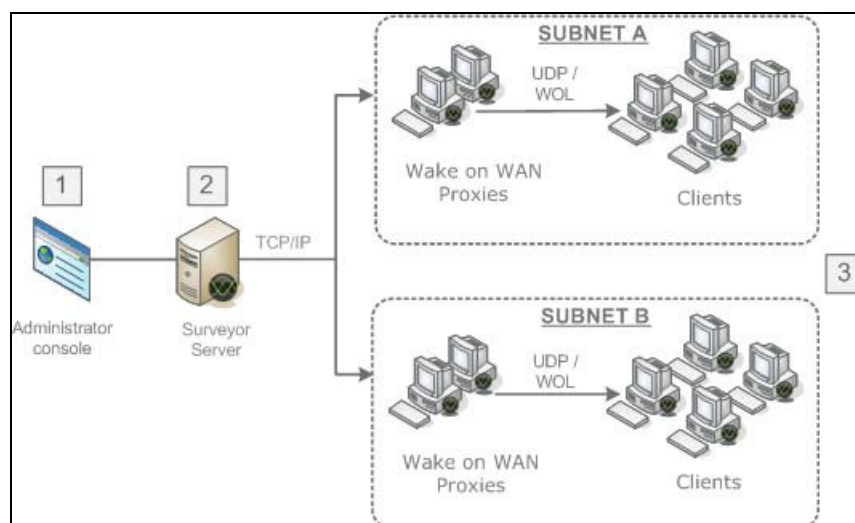 1
Administrator
console
2
Surveyor
Server
TCP/IP
SUBNET A
UDP /
WOL
Wake on WAN
Proxies
Clients
SUBNET B
UDP /
WOL
Wake on WAN
Proxies
Clients
3